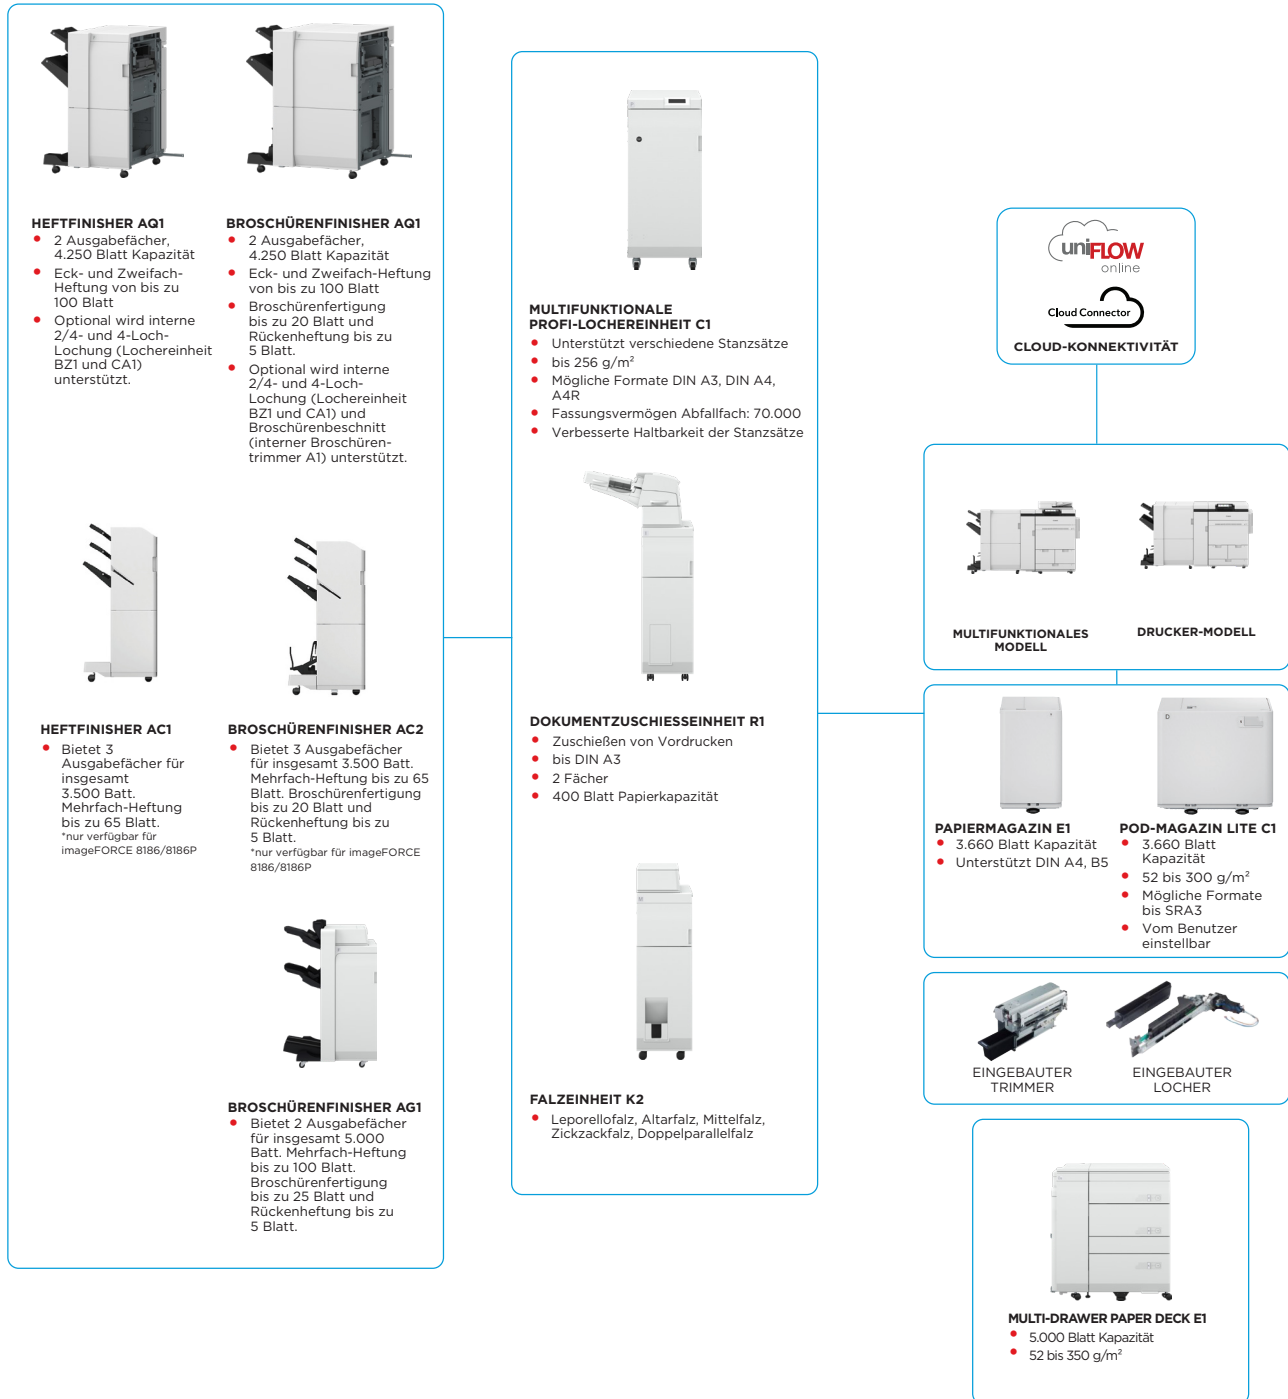 HEFTFINISHER AQ1
2 Ausgabefächer,
4.250 Blatt Kapazität
Eck- und Zweifach-
Heftung von bis zu
100 Blatt
Optional wird interne
2/4- und 4-Loch-
Lochung (Lochereinheit
BZ1 und CA1)
unterstützt.
BROSCHÜRENFINISHER AQ1
2 Ausgabefächer,
4.250 Blatt Kapazität
Eck- und Zweifach-Heftung
von bis zu 100 Blatt
Broschürenfertigung
bis zu 20 Blatt und
Rückenheftung bis zu
5 Blatt.
Optional wird interne
2/4- und 4-Loch-
Lochung (Lochereinheit
BZ1 und CA1) und
Broschürenbeschnitt
(interner Broschüren-
trimmer A1) unterstützt.
HEFTFINISHER AC1
Bietet 3
Ausgabefächer für
insgesamt
3.500 Batt.
Mehrfach-Heftung
bis zu 65 Blatt.
*nur verfügbar für
imageFORCE 8186/8186P
BROSCHÜRENFINISHER AC2
Bietet 3 Ausgabefächer
für insgesamt 3.500 Batt.
Mehrfach-Heftung bis zu 65
Blatt. Broschürenfertigung
bis zu 20 Blatt und
Rückenheftung bis zu
5 Blatt.
*nur verfügbar für imageFORCE
8186/8186P
BROSCHÜRENFINISHER AG1
Bietet 2 Ausgabefächer
für insgesamt 5.000
Batt. Mehrfach-Heftung
bis zu 100 Blatt.
Broschürenfertigung
bis zu 25 Blatt und
Rückenheftung bis zu
5 Blatt.
MULTIFUNKTIONALE
PROFI-LOCHEREINHEIT C1
Unterstützt verschiedene Stanzsätze
bis 256 g/m²
Mögliche Formate DIN A3, DIN A4,
A4R
Fassungsvermögen Abfallfach: 70.000
Verbesserte Haltbarkeit der Stanzsätze
DOKUMENTZUSCHIESSEINHEIT R1
Zuschießen von Vordrucken
bis DIN A3
2 Fächer
400 Blatt Papierkapazität
FALZEINHEIT K2
Leporellofalz, Altarfalz, Mittelfalz,
Zickzackfalz, Doppelparallelfalz
uniFLOW
online
Cloud Connector
CLOUD-KONNEKTIVITÄT
MULTIFUNKTIONALES
MODELL
DRUCKER-MODELL
D
PAPIERMAGAZIN E1
3.660 Blatt Kapazität
Unterstützt DIN A4, B5
POD-MAGAZIN LITE C1
3.660 Blatt
Kapazität
52 bis 300 g/m²
Mögliche Formate
bis SRA3
Vom Benutzer
einstellbar
EINGEBAUTER
TRIMMER
EINGEBAUTER
LOCHER
MULTI-DRAWER PAPER DECK E1
5.000 Blatt Kapazität
52 bis 350 g/m²